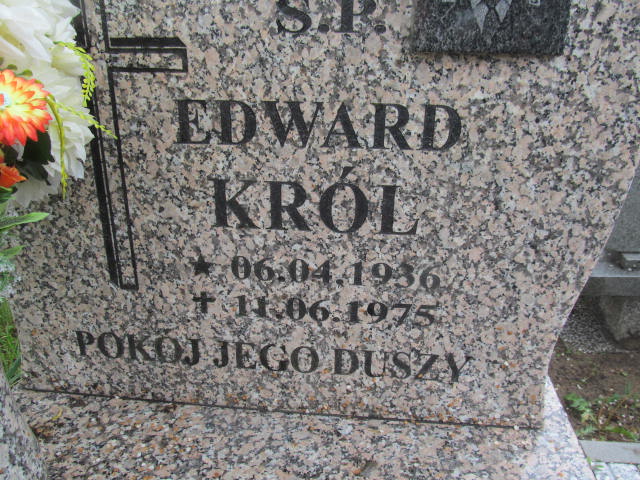 Ś.P.
EDWARD
KRÓL
★ 06.04.1936
✝ 11.06.1975
POKÓJ JEGO DUSZY